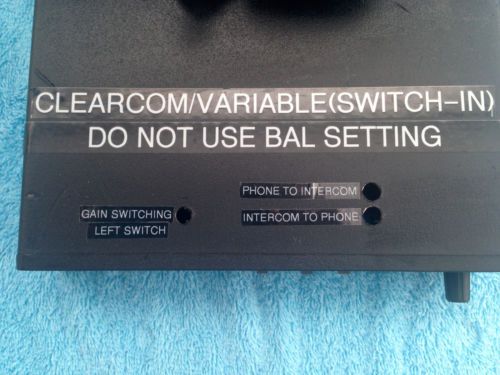 CLEARCOM/VARIABLE(SWITCH-IN)
DO NOT USE BAL SETTING
PHONE TO INTERCOM
INTERCOM TO PHONE
GAIN SWITCHING
LEFT SWITCH